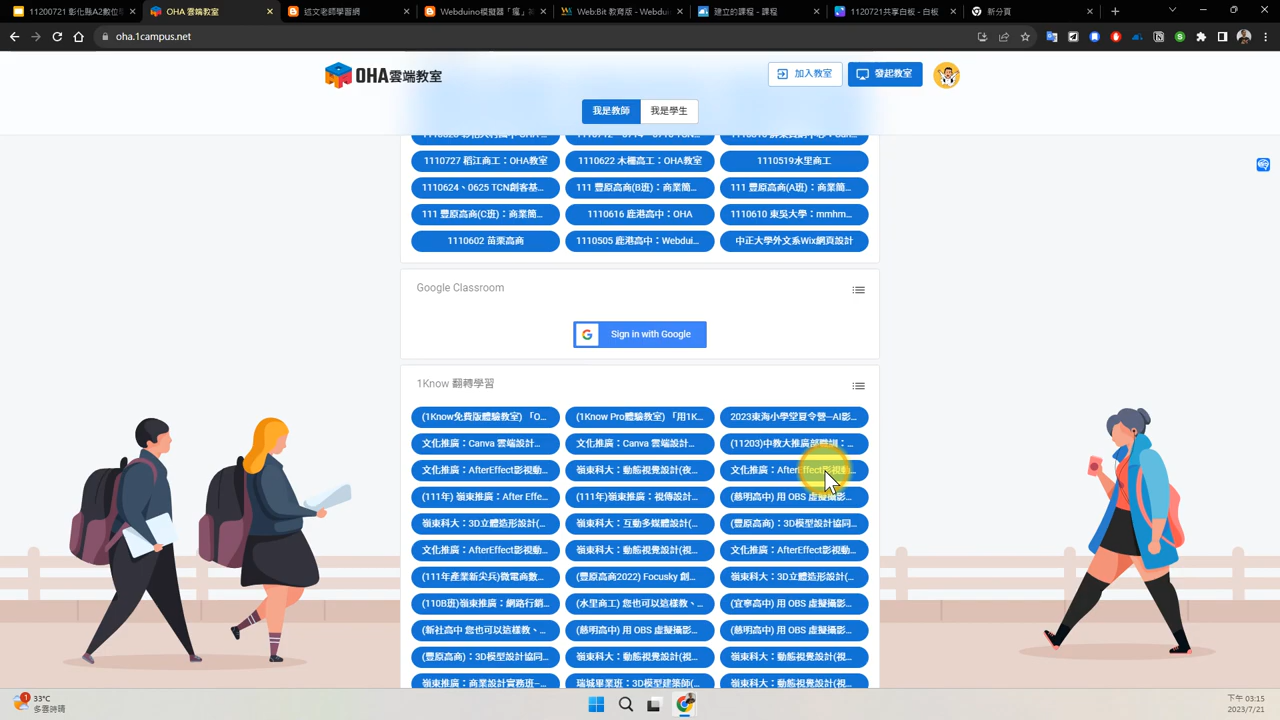 11200721 彰化縣A2數位學
OHA 雲端教室
這文老師學習網
Webduino模擬器「瘋」
Web:Bit 教育版 - Webdui
建立的課程 - 課程
1120721共享白板 - 白板
新分頁
oha.1campus.net
OHA雲端教室
加入教室
發起教室
我是教師
我是學生
1110727 稻江商工：OHA教室
1110622 木柵高工：OHA教室
1110519水里商工
1110624、0625 TCN創客基...
111 豐原高商(B班)：商業簡...
111 豐原高商(A班)：商業簡...
111 豐原高商(C班)：商業簡...
1110616 鹿港高中：OHA
1110610 東吳大學：mmhm...
1110602 苗栗高商
1110505 鹿港高中：Webdui...
中正大學外文系Wix網頁設計
Google Classroom
Sign in with Google
1Know 翻轉學習
(1Know免費版體驗教室) 「O...
(1Know Pro體驗教室) 「用1K...
2023東海小學堂夏令營─AI影...
文化推廣：Canva 雲端設計...
文化推廣：Canva 雲端設計...
(11203)中教大推廣部職訓：...
文化推廣：AfterEffect影視動...
嶺東科大：動態視覺設計(夜...
文化推廣：AfterEffect影視動...
(111年) 嶺東推廣：After Effe...
(111年)嶺東推廣：視傳設計...
(慈明高中) 用 OBS 虛擬攝影...
嶺東科大：3D立體造形設計(...
嶺東科大：互動多媒體設計(...
(豐原高商)：3D模型設計協同...
文化推廣：AfterEffect影視動...
嶺東科大：動態視覺設計(視...
文化推廣：AfterEffect影視動...
(111年產業新尖兵)微電商數...
(豐原高商2022) Focusky 創...
嶺東科大：3D立體造形設計(...
(110B班)嶺東推廣：網路行銷...
(水里商工) 您也可以這樣教、...
(宜寧高中) 用 OBS 虛擬攝影...
(新社高中 您也可以這樣教、...
(慈明高中) 用 OBS 虛擬攝影...
(慈明高中) 用 OBS 虛擬攝影...
(豐原高商)：3D模型設計協同...
嶺東科大：動態視覺設計(視...
嶺東科大：動態視覺設計(視...
嶺東推廣：商業設計實務班─...
瑞城畢業班：3D模型建築師(...
嶺東科大：動態視覺設計(視...
1
33°C
多雲時晴
下午 03:15
2023/7/21